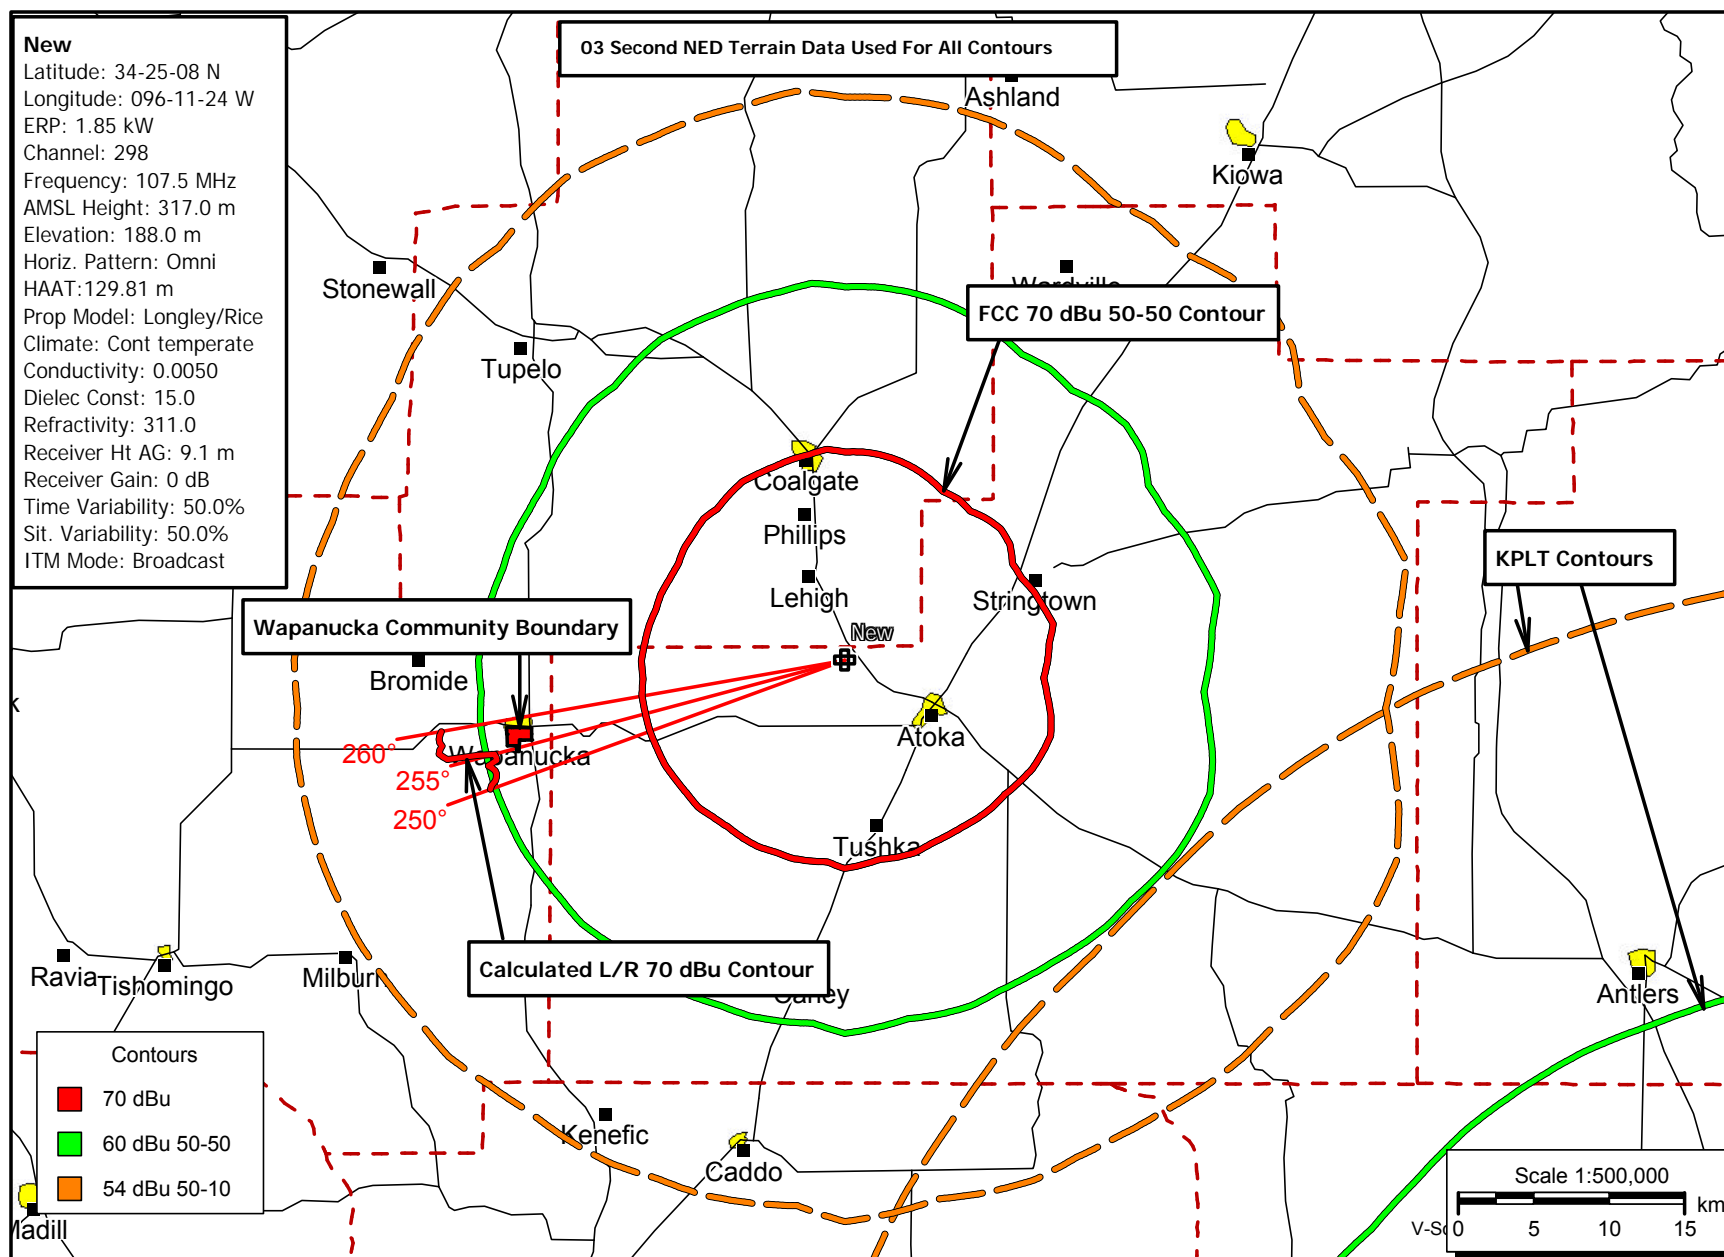 New
Latitude: 34-25-08 N
Longitude: 096-11-24 W
ERP: 1.85 kW
Channel: 298
Frequency: 107.5 MHz
AMSL Height: 317.0 m
Elevation: 188.0 m
Horiz. Pattern: Omni
HAAT:129.81 m
Prop Model: Longley/Rice
Climate: Cont temperate
Conductivity: 0.0050
Dielec Const: 15.0
Refractivity: 311.0
Receiver Ht AG: 9.1 m
Receiver Gain: 0 dB
Time Variability: 50.0%
Sit. Variability: 50.0%
ITM Mode: Broadcast
03 Second NED Terrain Data Used For All Contours
Ashland
Kiowa
Stonewall
Wardville
FCC 70 dBu 50-50 Contour
Tupelo
Coalgate
Phillips
KPLT Contours
Lehigh
Stringtown
Wapanucka Community Boundary
New
Bromide
Atoka
Wapanucka
260°
255°
250°
Tushka
Calculated L/R 70 dBu Contour
Ravia
Tishomingo
Milburn
Antlers
Contours
70 dBu
60 dBu 50-50
54 dBu 50-10
Kenefic
Caddo
Madill
Scale 1:500,000
km
V-S
0 5 10 15